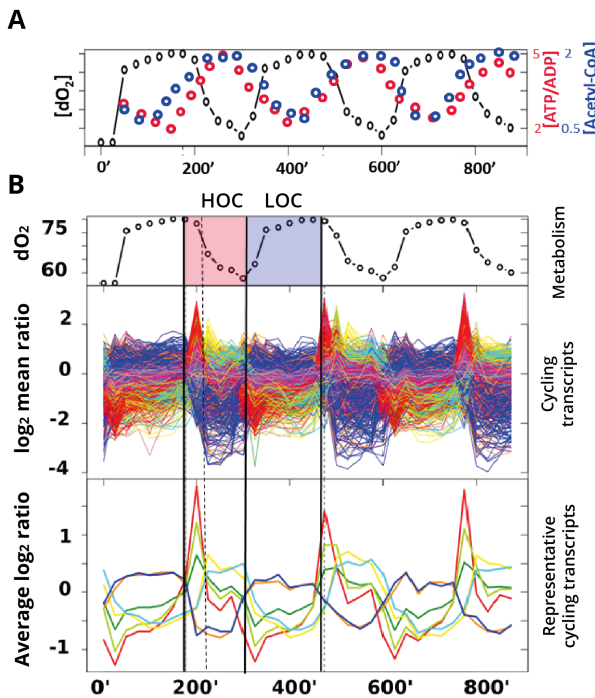 A
[dO2]
5
2
[ATP/ADP]
2
0.5
[Acetyl-CoA]
0′ 200′ 400′ 600′ 800′
B
HOC LOC
dO2
75
60
Metabolism
log2 mean ratio
2
0
-2
-4
Cycling
transcripts
Average log2 ratio
1
0
-1
Representative
cycling transcripts
0′ 200′ 400′ 600′ 800′